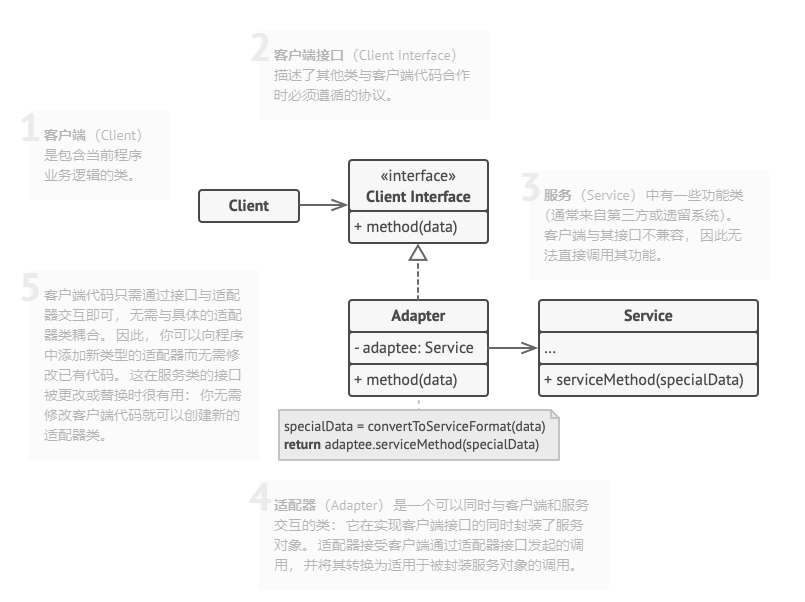 2
客户端接口 （Client Interface）
描述了其他类与客户端代码合作
时必须遵循的协议。
1
客户端 （Client）
是包含当前程序
业务逻辑的类。
Client
«interface»
Client Interface
+ method(data)
3
服务 （Service） 中有一些功能类
（通常来自第三方或遗留系统）。
客户端与其接口不兼容， 因此无
法直接调用其功能。
5
客户端代码只需通过接口与适配
器交互即可， 无需与具体的适配
器类耦合。 因此， 你可以向程序
中添加新类型的适配器而无需修
改已有代码。 这在服务类的接口
被更改或替换时很有用： 你无需
修改客户端代码就可以创建新的
适配器类。
Adapter
- adaptee: Service
+ method(data)
Service
...
+ serviceMethod(specialData)
specialData = convertToServiceFormat(data)
return adaptee.serviceMethod(specialData)
4
适配器 （Adapter） 是一个可以同时与客户端和服务
交互的类： 它在实现客户端接口的同时封装了服务
对象。 适配器接受客户端通过适配器接口发起的调
用， 并将其转换为适用于被封装服务对象的调用。